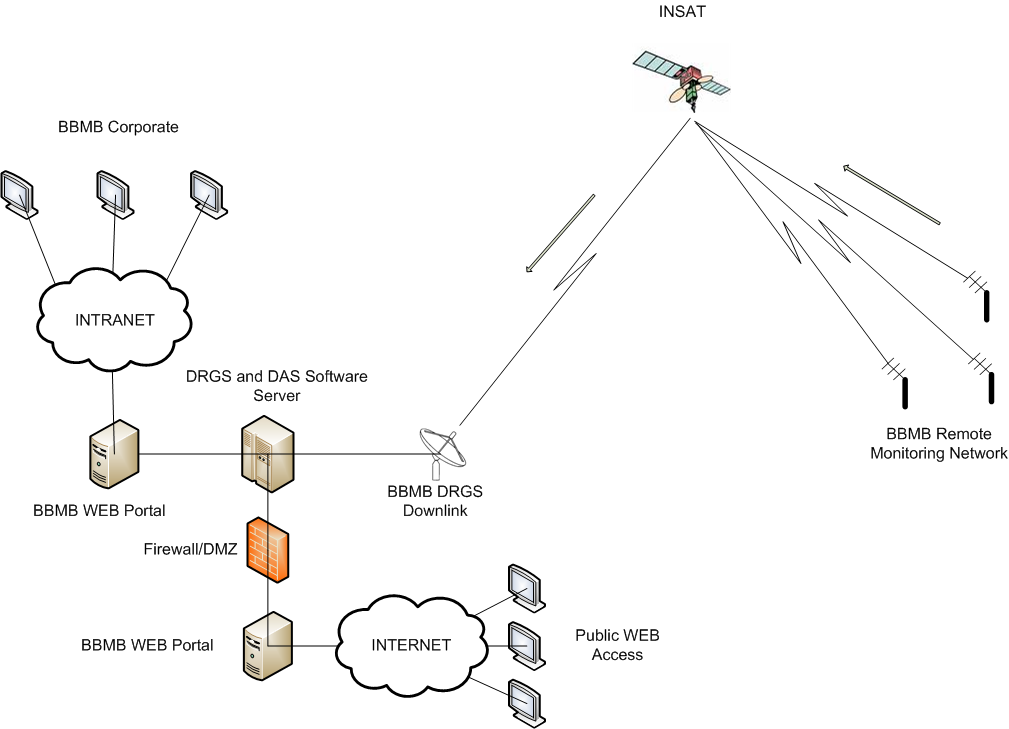 INSAT
BBMB Corporate
INTRANET
DRGS and DAS Software
Server
BBMB Remote
Monitoring Network
BBMB DRGS
Downlink
BBMB WEB Portal
Firewall/DMZ
BBMB WEB Portal
INTERNET
Public WEB
Access